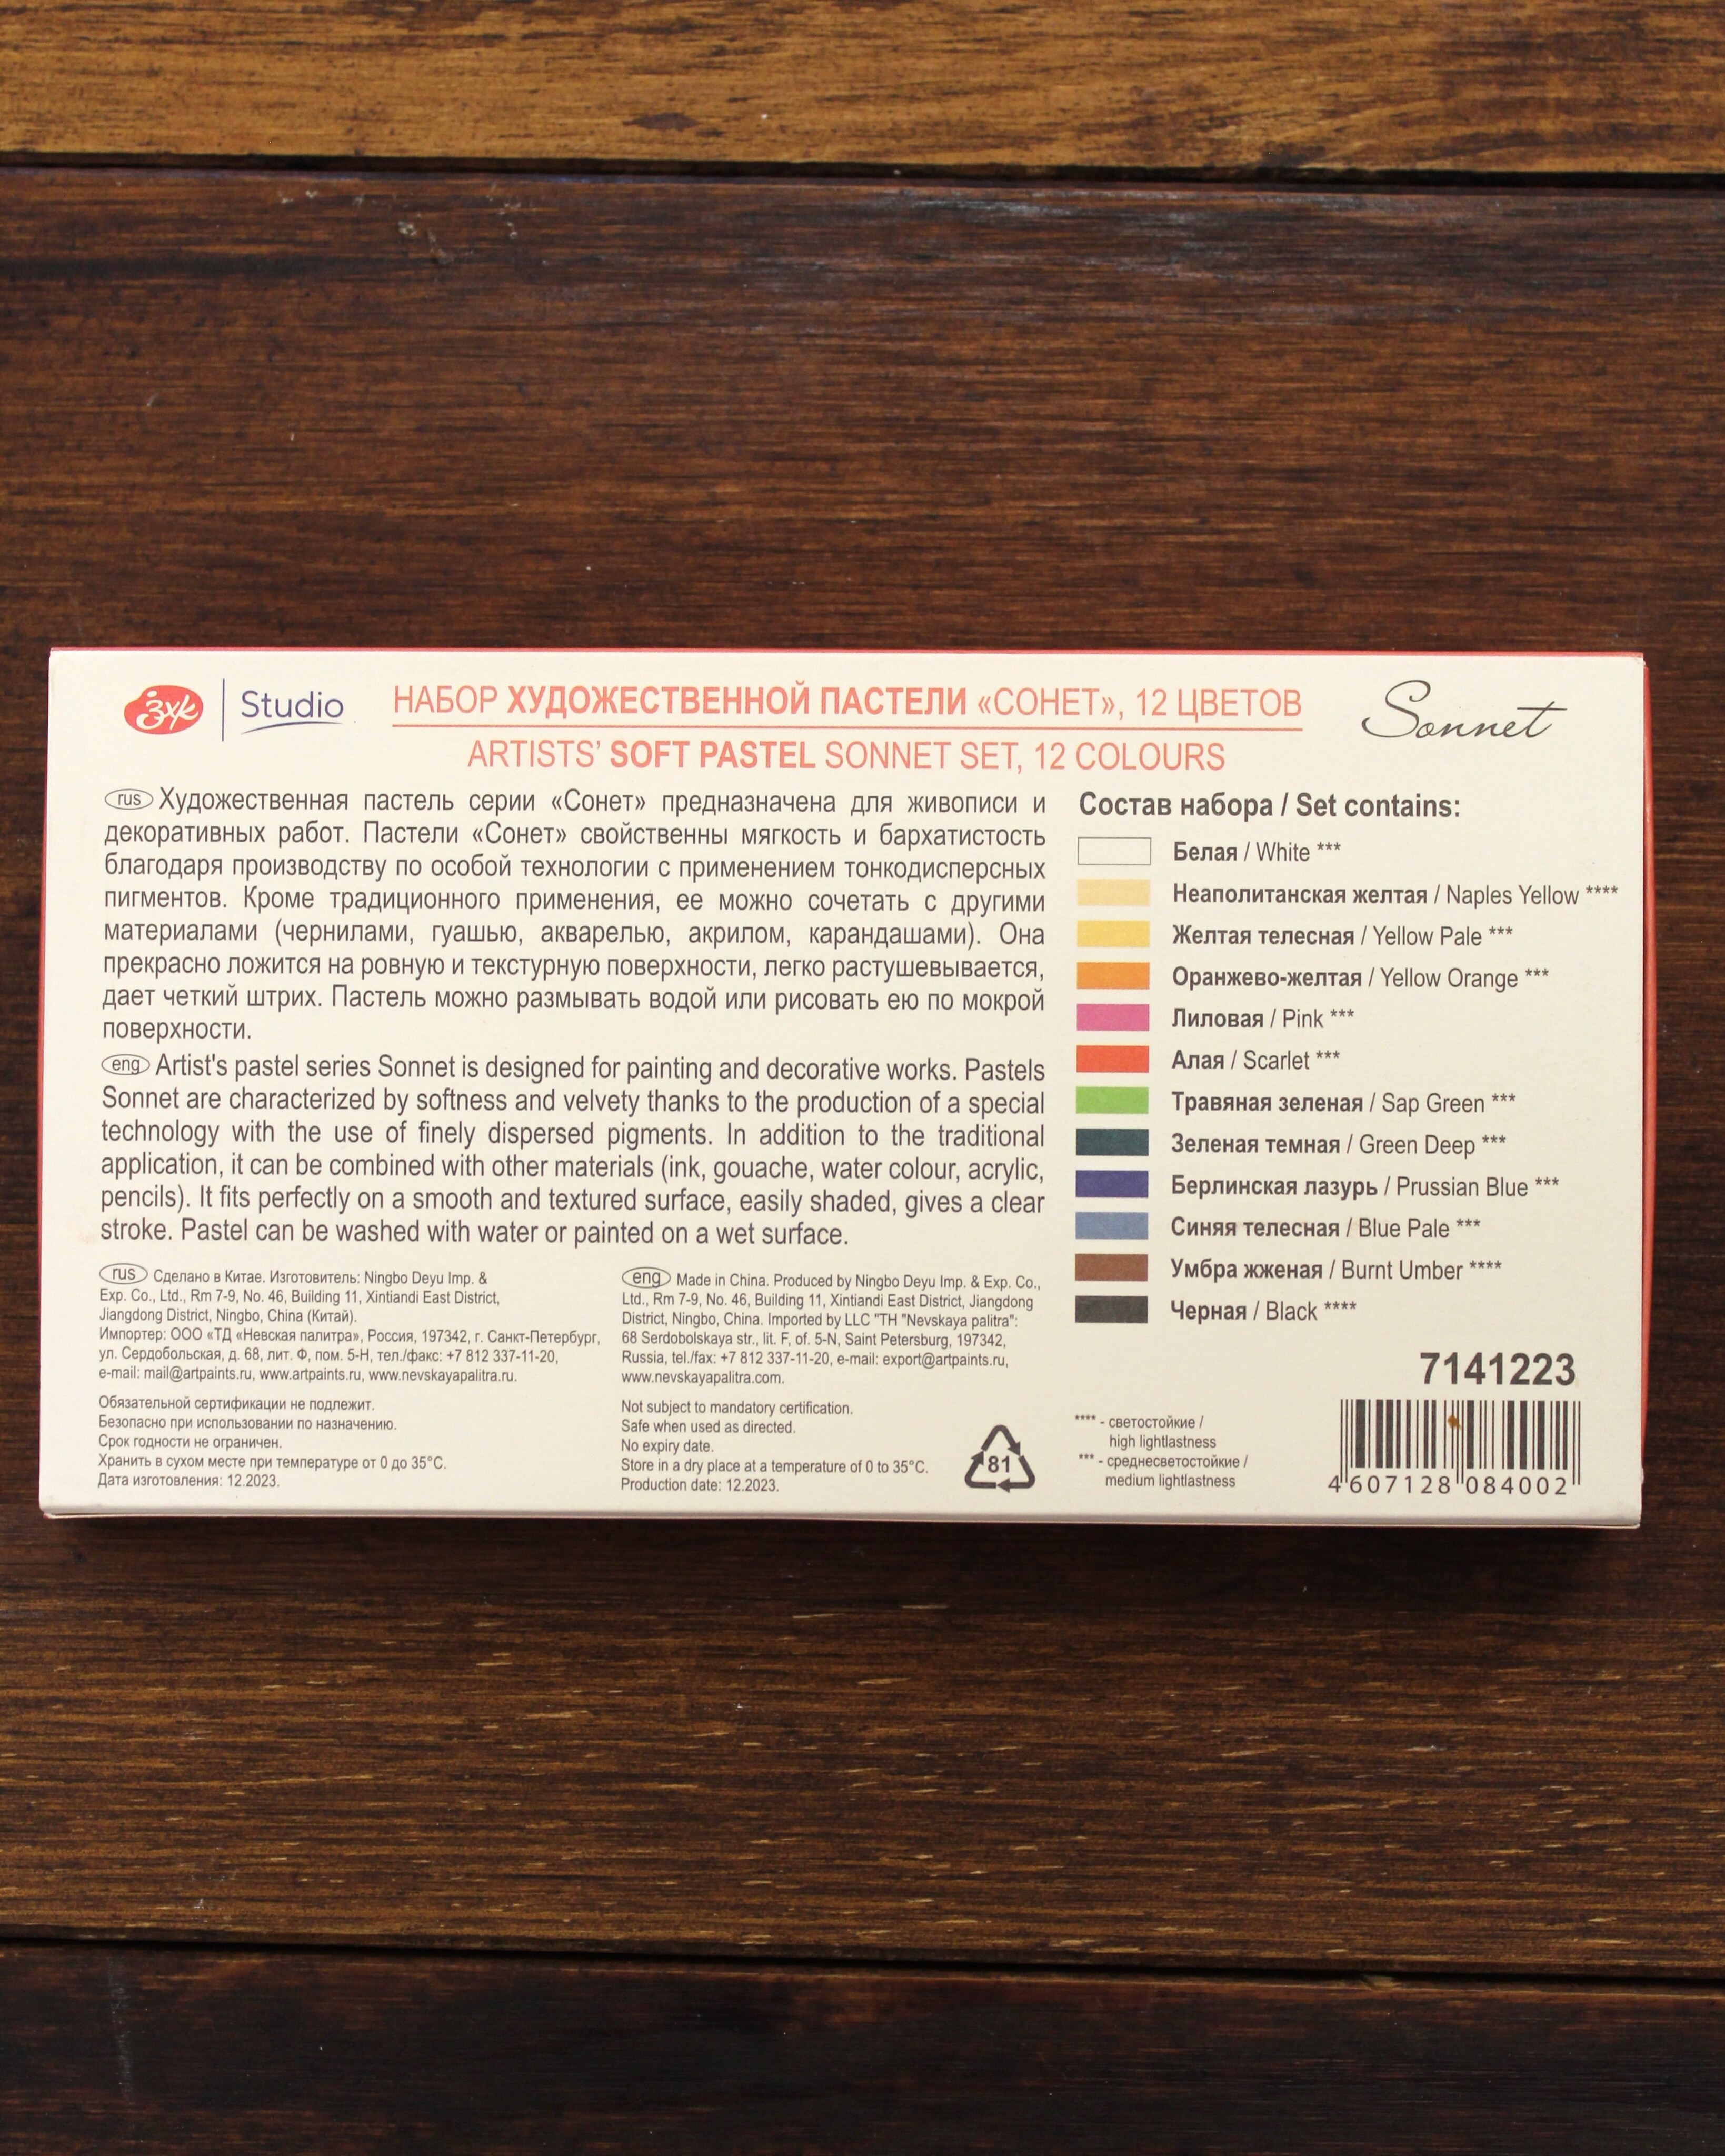 ЗХК Studio
НАБОР ХУДОЖЕСТВЕННОЙ ПАСТЕЛИ «СОНЕТ», 12 ЦВЕТОВ
ARTISTS’ SOFT PASTEL SONNET SET, 12 COLOURS
Sonnet
rus Художественная пастель серии «Сонет» предназначена для живописи и
декоративных работ. Пастели «Сонет» свойственны мягкость и бархатистость
благодаря производству по особой технологии с применением тонкодисперсных
пигментов. Кроме традиционного применения, ее можно сочетать с другими
материалами (чернилами, гуашью, акварелью, акрилом, карандашами). Она
прекрасно ложится на ровную и текстурную поверхности, легко растушевывается,
дает четкий штрих. Пастель можно размывать водой или рисовать ею по мокрой
поверхности.
eng Artist's pastel series Sonnet is designed for painting and decorative works. Pastels
Sonnet are characterized by softness and velvety thanks to the production of a special
technology with the use of finely dispersed pigments. In addition to the traditional
application, it can be combined with other materials (ink, gouache, water colour, acrylic,
pencils). It fits perfectly on a smooth and textured surface, easily shaded, gives a clear
stroke. Pastel can be washed with water or painted on a wet surface.
rus Сделано в Китае. Изготовитель: Ningbo Deyu Imp. &
Exp. Co., Ltd., Rm 7-9, No. 46, Building 11, Xintiandi East District,
Jiangdong District, Ningbo, China (Китай).
Импортер: ООО «ТД «Невская палитра», Россия, 197342, г. Санкт-Петербург,
ул. Сердобольская, д. 68, лит. Ф, пом. 5-Н, тел./факс: +7 812 337-11-20,
e-mail: mail@artpaints.ru, www.artpaints.ru, www.nevskayapalitra.ru.
Обязательной сертификации не подлежит.
Безопасно при использовании по назначению.
Срок годности не ограничен.
Хранить в сухом месте при температуре от 0 до 35°C.
Дата изготовления: 12.2023.
eng Made in China. Produced by Ningbo Deyu Imp. & Exp. Co.,
Ltd., Rm 7-9, No. 46, Building 11, Xintiandi East District, Jiangdong
District, Ningbo, China. Imported by LLC "TH "Nevskaya palitra":
68 Serdobolskaya str., lit. F, of. 5-N, Saint Petersburg, 197342,
Russia, tel./fax: +7 812 337-11-20, e-mail: export@artpaints.ru,
www.nevskayapalitra.com.
Not subject to mandatory certification.
Safe when used as directed.
No expiry date.
Store in a dry place at a temperature of 0 to 35°C.
Production date: 12.2023.
81
Состав набора / Set contains:
Белая / White ***
Неаполитанская желтая / Naples Yellow ****
Желтая телесная / Yellow Pale ***
Оранжево-желтая / Yellow Orange ***
Лиловая / Pink ***
Алая / Scarlet ***
Травяная зеленая / Sap Green ***
Зеленая темная / Green Deep ***
Берлинская лазурь / Prussian Blue ***
Синяя телесная / Blue Pale ***
Умбра жженая / Burnt Umber ****
Черная / Black ****
**** - светостойкие /
high lightlastness
*** - среднесветостойкие /
medium lightlastness
7141223
4 607128 084002